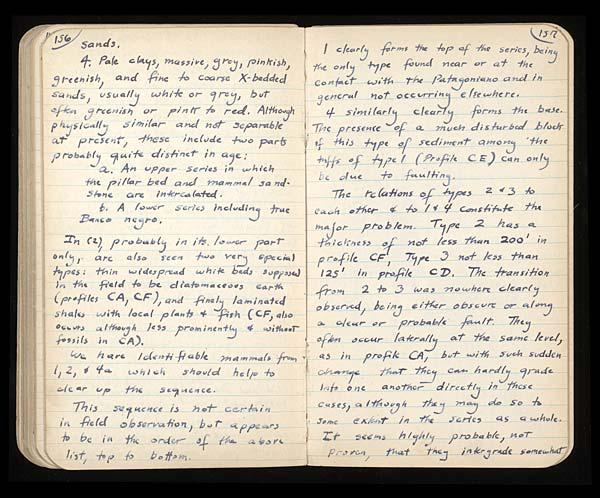 156
sands.
4. Pale clays, massive, grey, pinkish,
greenish, and fine to coarse X-bedded
sands, usually white or grey, but
often greenish or pink to red. Although
physically similar and not separable
at present, these include two parts
probably quite distinct in age:
a. An upper series in which
the pillar bed and mammal sand-
stone are intercalated.
b. A lower series including true
Banco negro.
In (2), probably in its lower part
only, are also seen two very special
types: thin widespread white beds supposed
in the field to be diatomaceous earth
(profiles CA, CF), and finely laminated
shales with local plants & fish (CF, also
occurs although less prominently & without
fossils in CA).
We have identifiable mammals from
1, 2, & 4a which should help to
clear up the sequence.
This sequence is not certain
in field observation, but appears
to be in the order of the above
list, top to bottom.
157
1 clearly forms the top of the series, being
the only type found near or at the
contact with the Patagoniano and in
general not occurring elsewhere.
4 similarly clearly forms the base.
The presence of a much disturbed block
of this type of sediment among the
tuffs of type 1 (Profile CE) can only
be due to faulting.
The relations of types 2 & 3 to
each other & to 1 & 4 constitute the
major problem. Type 2 has a
thickness of not less than 200' in
profile CF, Type 3 not less than
125' in profile CD. The transition
from 2 to 3 was nowhere clearly
observed, being either obscure or along
a clear or probable fault. They
often occur laterally at the same level,
as in profile CA, but with such sudden
change that they can hardly grade
into one another directly in these
cases, although they may do so to
some extent in the series as a whole.
It seems highly probable, not
proven, that they intergrade somewhat